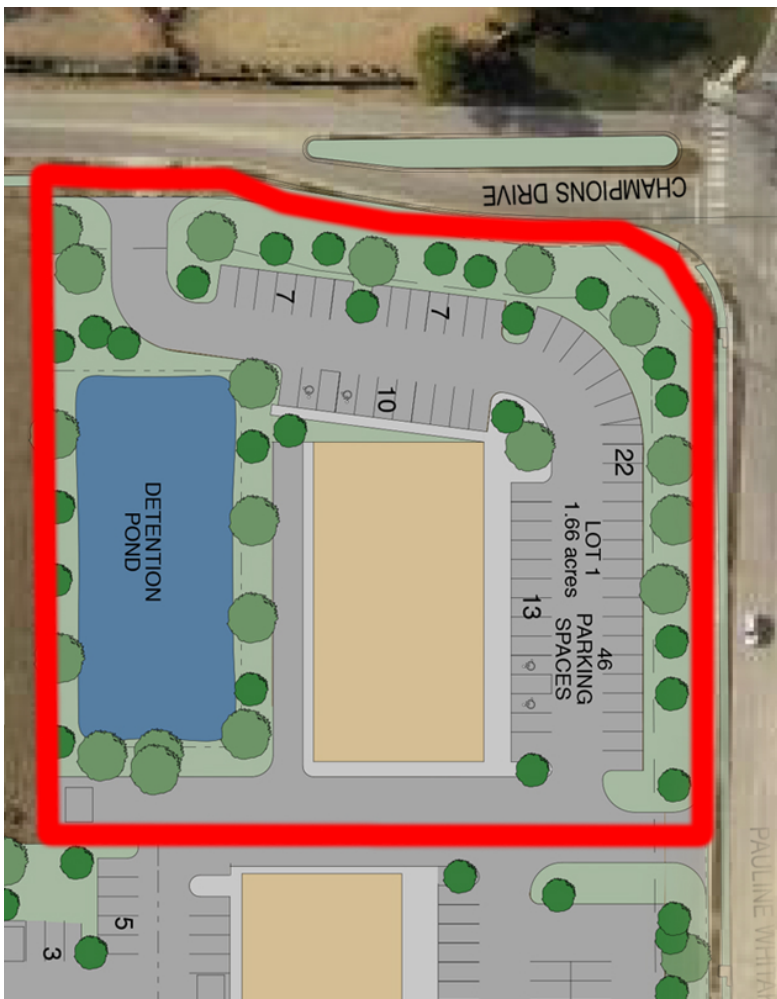 CHAMPIONS DRIVE
7
7
10
22
LOT 1
1.66 acres
46
PARKING
SPACES
13
DETENTION
POND
5
3
PAULINE